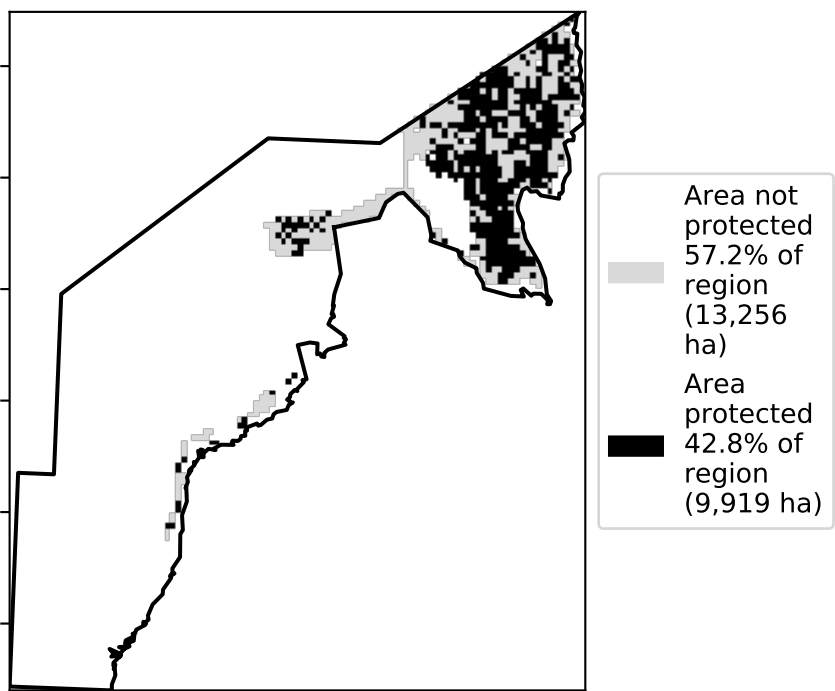 Area not
protected
57.2% of
region
(13,256
ha)
Area
protected
42.8% of
region
(9,919 ha)